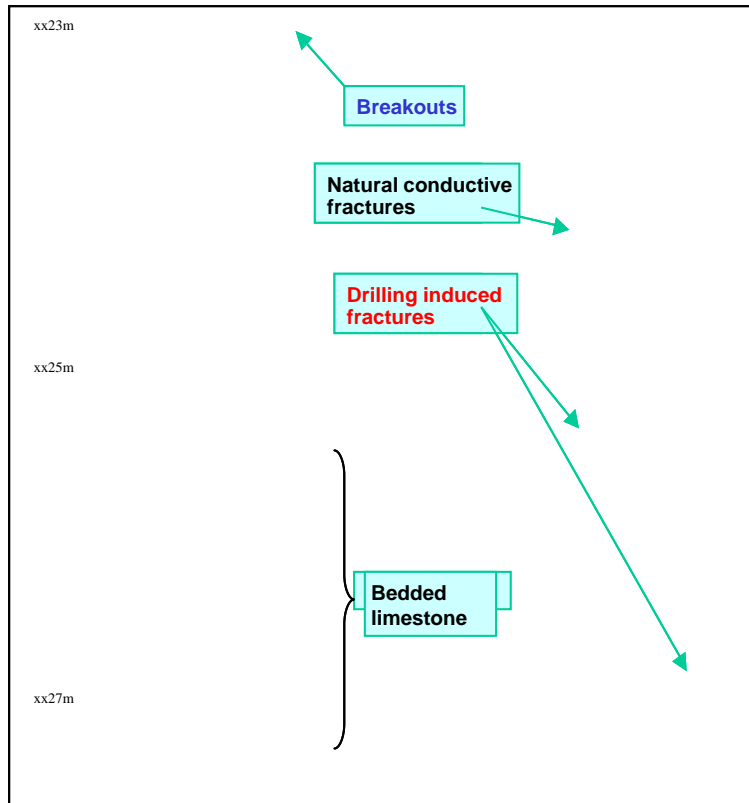 xx23m
Breakouts
Natural conductive
fractures
Drilling induced
fractures
xx25m
Bedded
limestone
xx27m